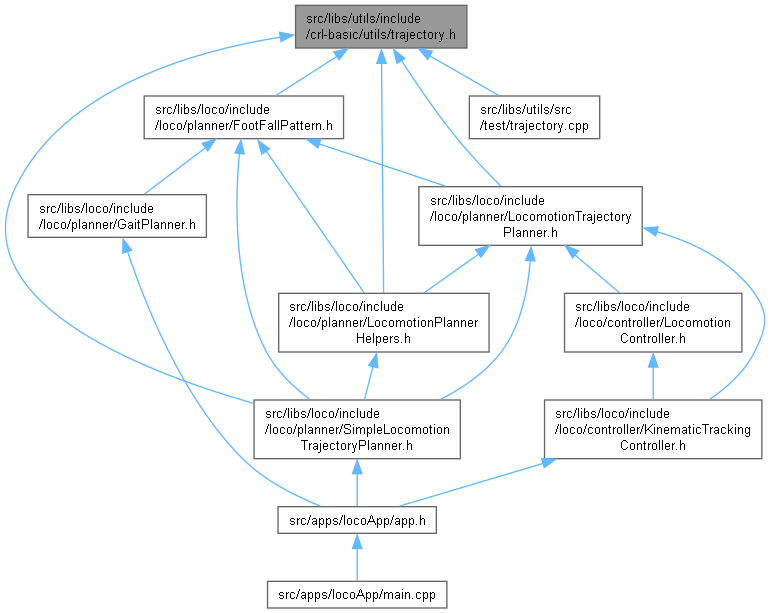 src/libs/utils/include
/crl-basic/utils/trajectory.h
src/libs/loco/include
/loco/planner/FootFallPattern.h
src/libs/utils/src
/test/trajectory.cpp
src/libs/loco/include
/loco/planner/GaitPlanner.h
src/libs/loco/include
/loco/planner/LocomotionTrajectory
Planner.h
src/libs/loco/include
/loco/planner/LocomotionPlanner
Helpers.h
src/libs/loco/include
/loco/controller/Locomotion
Controller.h
src/libs/loco/include
/loco/planner/SimpleLocomotion
TrajectoryPlanner.h
src/libs/loco/include
/loco/controller/KinematicTracking
Controller.h
src/apps/locoApp/app.h
src/apps/locoApp/main.cpp